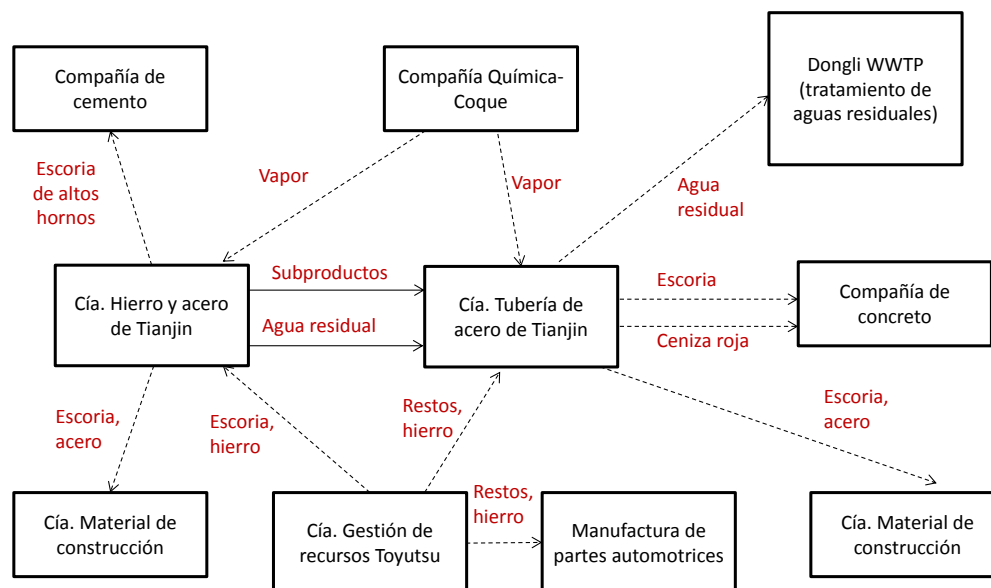 Compañía de
cemento
Compañía Química-
Coque
Dongli WWTP
(tratamiento de
aguas residuales)
Escoria
de altos
hornos
Vapor
Vapor
Agua
residual
Cía. Hierro y acero
de Tianjin
Subproductos
Agua residual
Cía. Tubería de
acero de Tianjin
Escoria
Ceniza roja
Compañía de
concreto
Escoria,
acero
Escoria,
hierro
Restos,
hierro
Escoria,
acero
Cía. Material de
construcción
Cía. Gestión de
recursos Toyutsu
Restos,
hierro
Manufactura de
partes automotrices
Cía. Material de
construcción